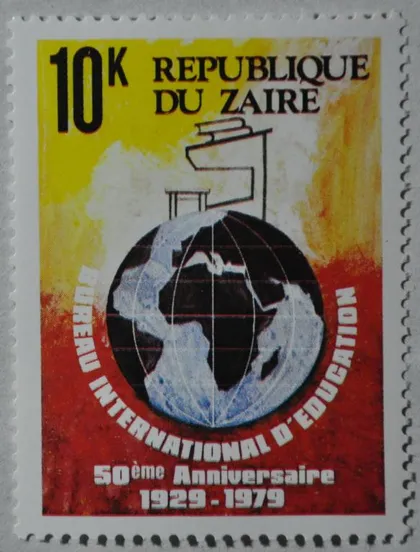 10K
REPUBLIQUE
DU ZAIRE
BUREAU INTERNATIONAL D'EDUCATION
50ème Anniversaire
1929-1979